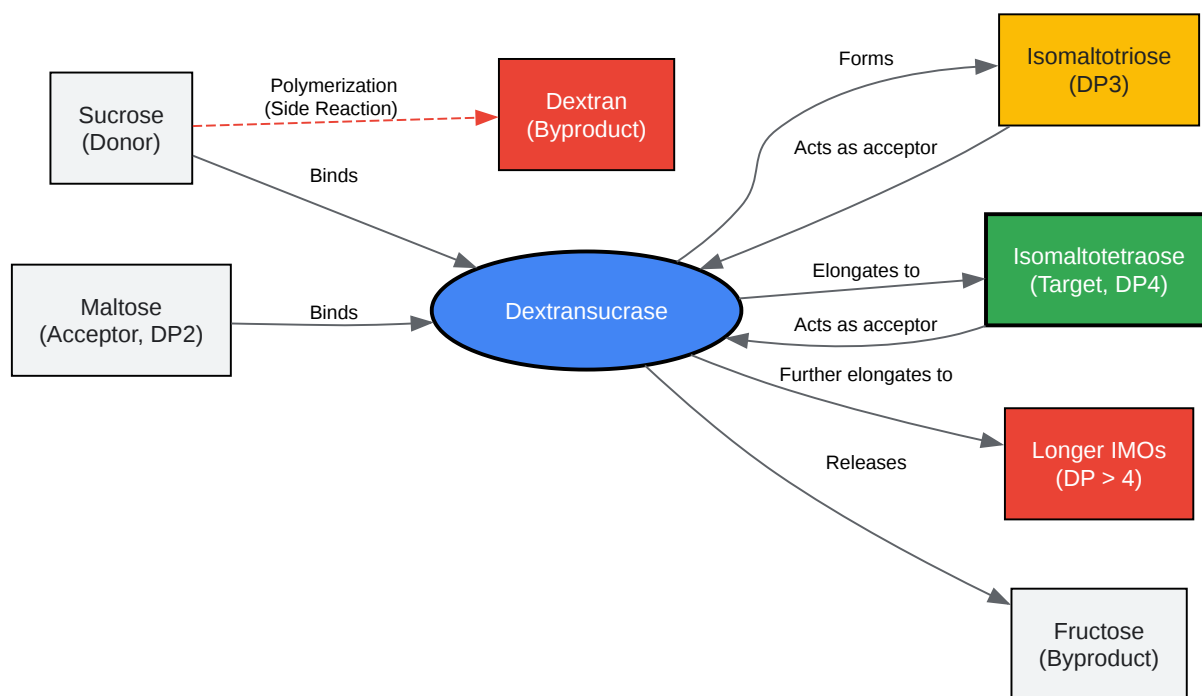 Sucrose
(Donor)
Polymerization
(Side Reaction)
Dextran
(Byproduct)
Forms
Isomaltotriose
(DP3)
Acts as acceptor
Binds
Maltose
(Acceptor, DP2)
Binds
Dextransucrase
Elongates to
Isomaltotetraose
(Target, DP4)
Acts as acceptor
Further elongates to
Longer IMOs
(DP > 4)
Releases
Fructose
(Byproduct)